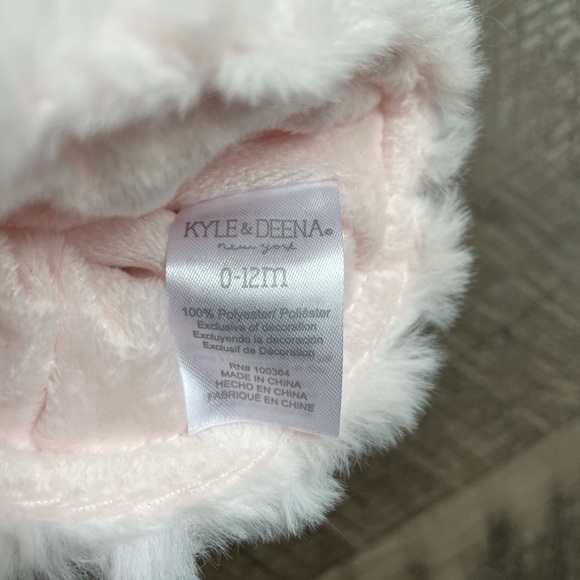 KYLE & DEENA®
new york
0-12m
100% Polyester/ Poliéster
Exclusive of decoration
Excluyendo la decoración
Exclusif de Décoration
RN# 100364
MADE IN CHINA
HECHO EN CHINA
FABRIQUÉ EN CHINE